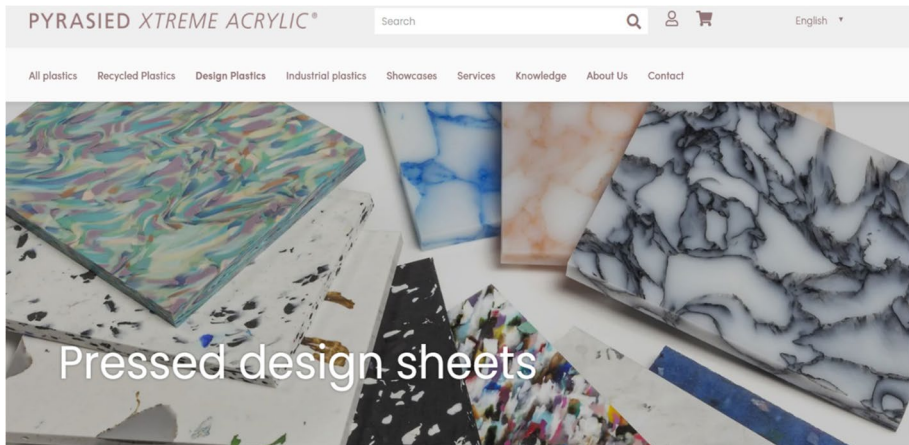 PYRASIED XTREME ACRYLIC®
Search
English
All plastics Recycled Plastics Design Plastics Industrial plastics Showcases Services Knowledge About Us Contact
Pressed design sheets